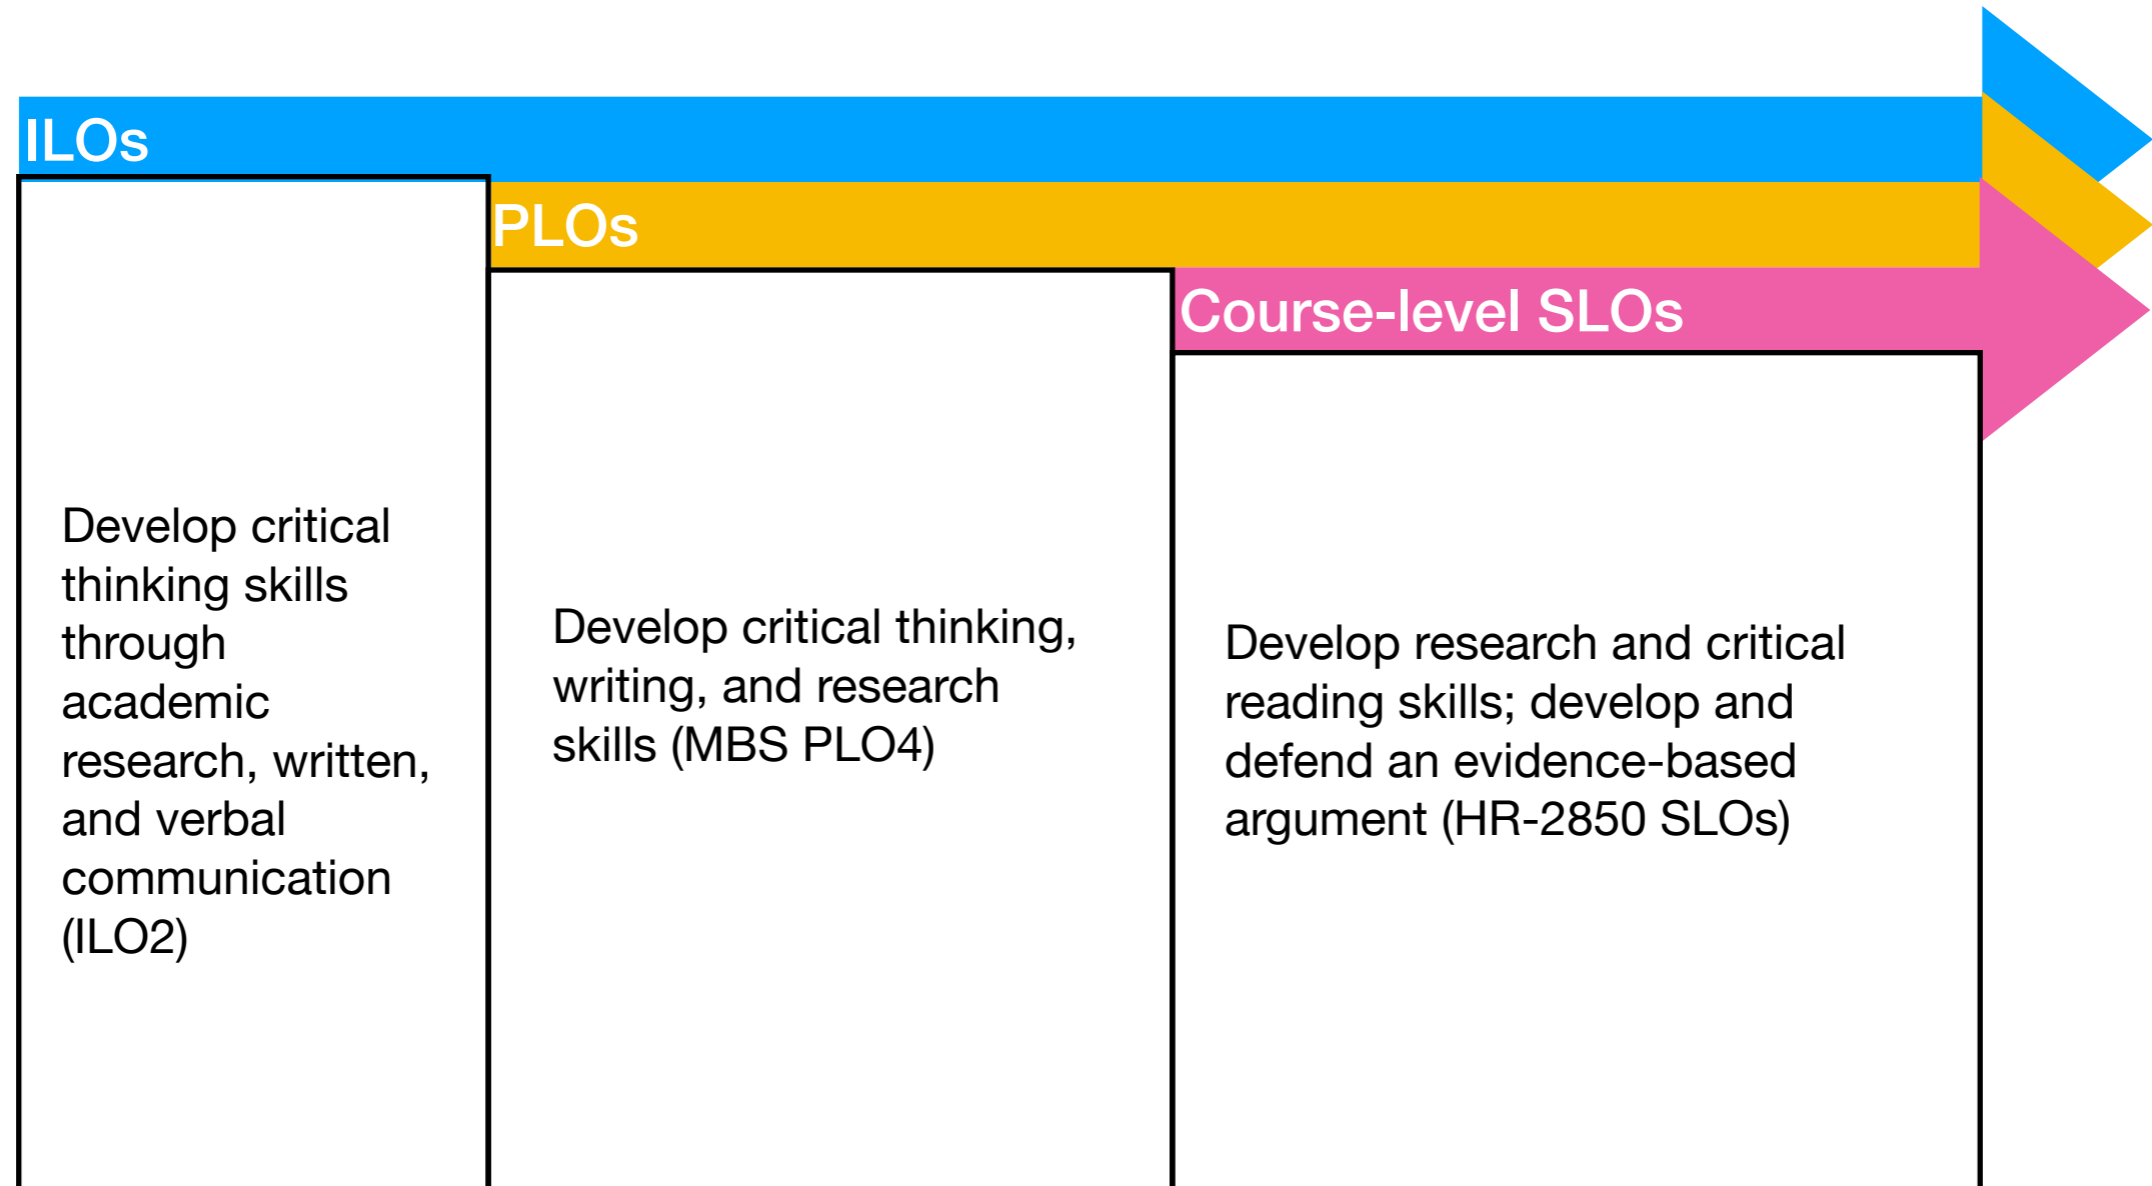 ILOs
PLOs
Course-level SLOs
Develop critical
thinking skills
through
academic
research, written,
and verbal
communication
(ILO2)
Develop critical thinking,
writing, and research
skills (MBS PLO4)
Develop research and critical
reading skills; develop and
defend an evidence-based
argument (HR-2850 SLOs)